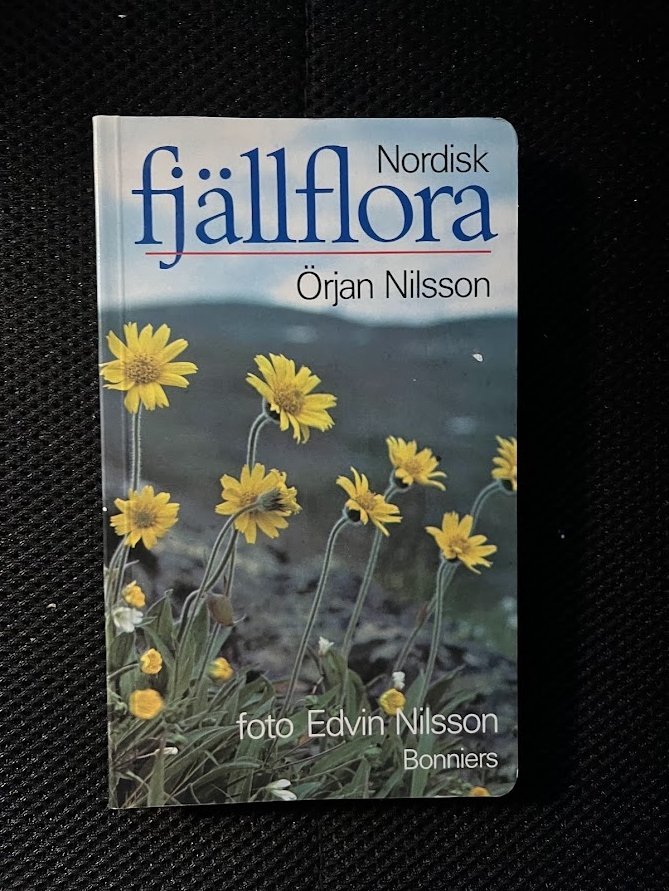 Nordisk
fjällflora
Örjan Nilsson
foto Edvin Nilsson
Bonniers